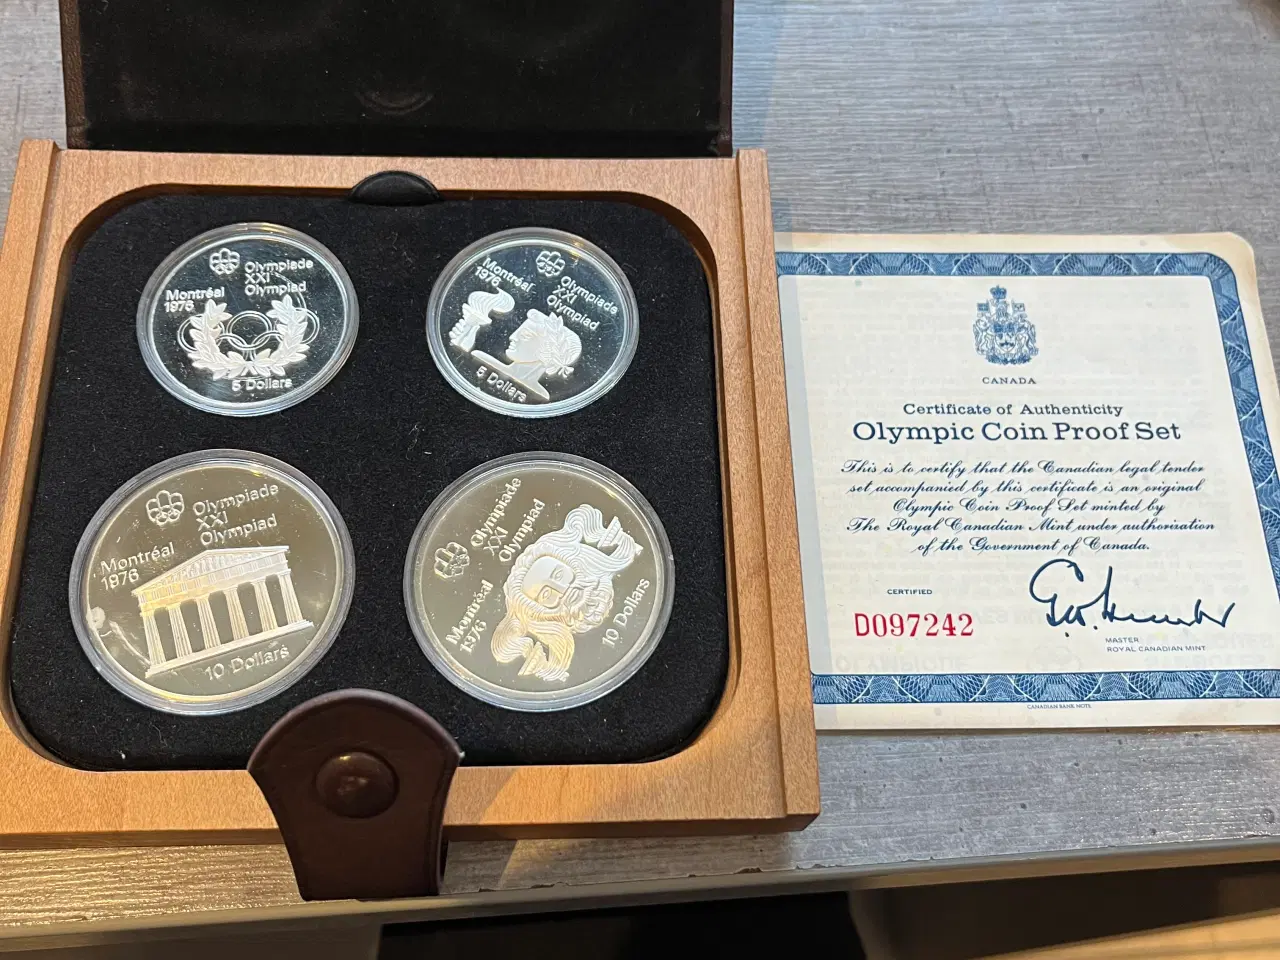 Olympiade
XXI
Olympiad
Montréal
1976
5 Dollars
Montréal
1976
Olympiade
XXI
Olympiad
5 Dollars
Olympiade
XXI
Olympiad
Montréal
1976
10 Dollars
Olympiade
XXI
Olympiad
Montréal
1976
10 Dollars
CANADA
Certificate of Authenticity
Olympic Coin Proof Set
This is to certify that the Canadian legal tender
set accompanied by this certificate is an original
Olympic Coin Proof Set minted by
The Royal Canadian Mint under authorization
of the Government of Canada.
CERTIFIED
D097242
MASTER
ROYAL CANADIAN MINT
CANADIAN BANK NOTE